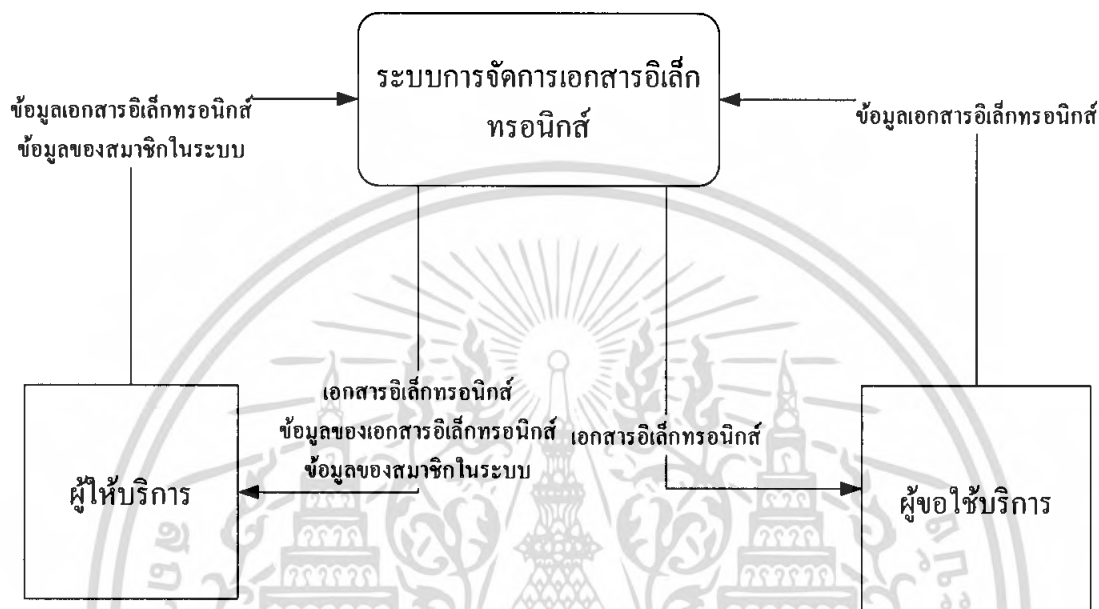 ระบบการจัดการเอกสารอิเล็ก
ทรอนิกส์
ข้อมูลเอกสารอิเล็กทรอนิกส์
ข้อมูลของสมาชิกในระบบ
ข้อมูลเอกสารอิเล็กทรอนิกส์
เอกสารอิเล็กทรอนิกส์
ข้อมูลของเอกสารอิเล็กทรอนิกส์
ข้อมูลของสมาชิกในระบบ
เอกสารอิเล็กทรอนิกส์
ผู้ให้บริการ
ผู้ขอใช้บริการ